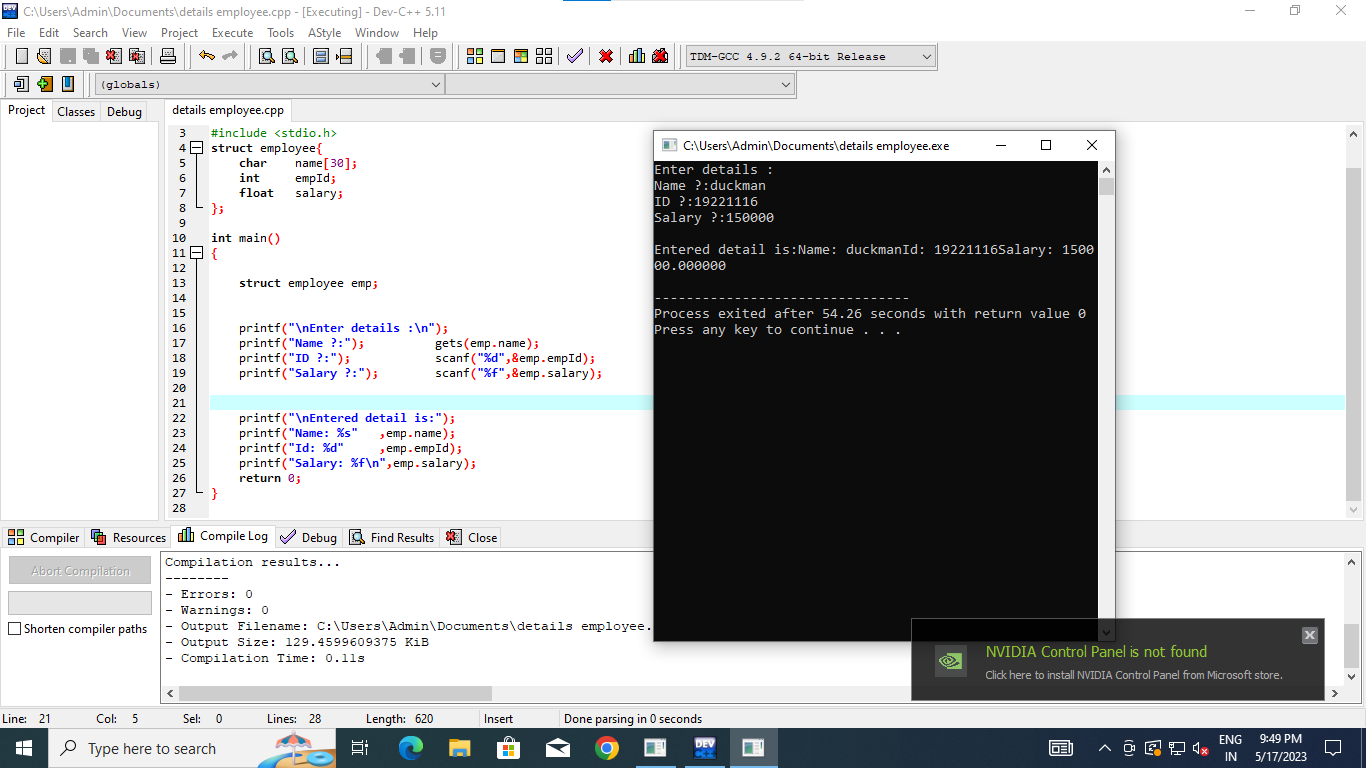 C:\Users\Admin\Documents\details employee.cpp - [Executing] - Dev-C++ 5.11
File Edit Search View Project Execute Tools AStyle Window Help
TDM-GCC 4.9.2 64-bit Release
(globals)
Project Classes Debug
details employee.cpp
3 #include <stdio.h>
4 struct employee{
5 char name[30];
6 int empId;
7 float salary;
8 };
9
10 int main()
11 {
12
13 struct employee emp;
14
15
16 printf("\nEnter details :\n");
17 printf("Name ?:"); gets(emp.name);
18 printf("ID ?:"); scanf("%d",&emp.empId);
19 printf("Salary ?:"); scanf("%f",&emp.salary);
20
21
22 printf("\nEntered detail is:");
23 printf("Name: %s" ,emp.name);
24 printf("Id: %d" ,emp.empId);
25 printf("Salary: %f\n",emp.salary);
26 return 0;
27 }
28
C:\Users\Admin\Documents\details employee.exe
Enter details :
Name ?:duckman
ID ?:19221116
Salary ?:150000
Entered detail is:Name: duckmanId: 19221116Salary: 1500
00.000000
--------------------------------
Process exited after 54.26 seconds with return value 0
Press any key to continue . . .
Compiler Resources Compile Log Debug Find Results Close
Abort Compilation
Shorten compiler paths
Compilation results...
--------
- Errors: 0
- Warnings: 0
- Output Filename: C:\Users\Admin\Documents\details employee.
- Output Size: 129.4599609375 KiB
- Compilation Time: 0.11s
NVIDIA Control Panel is not found
Click here to install NVIDIA Control Panel from Microsoft store.
Line: 21 Col: 5 Sel: 0 Lines: 28 Length: 620 Insert Done parsing in 0 seconds
Type here to search
DEV
ENG
IN
9:49 PM
5/17/2023